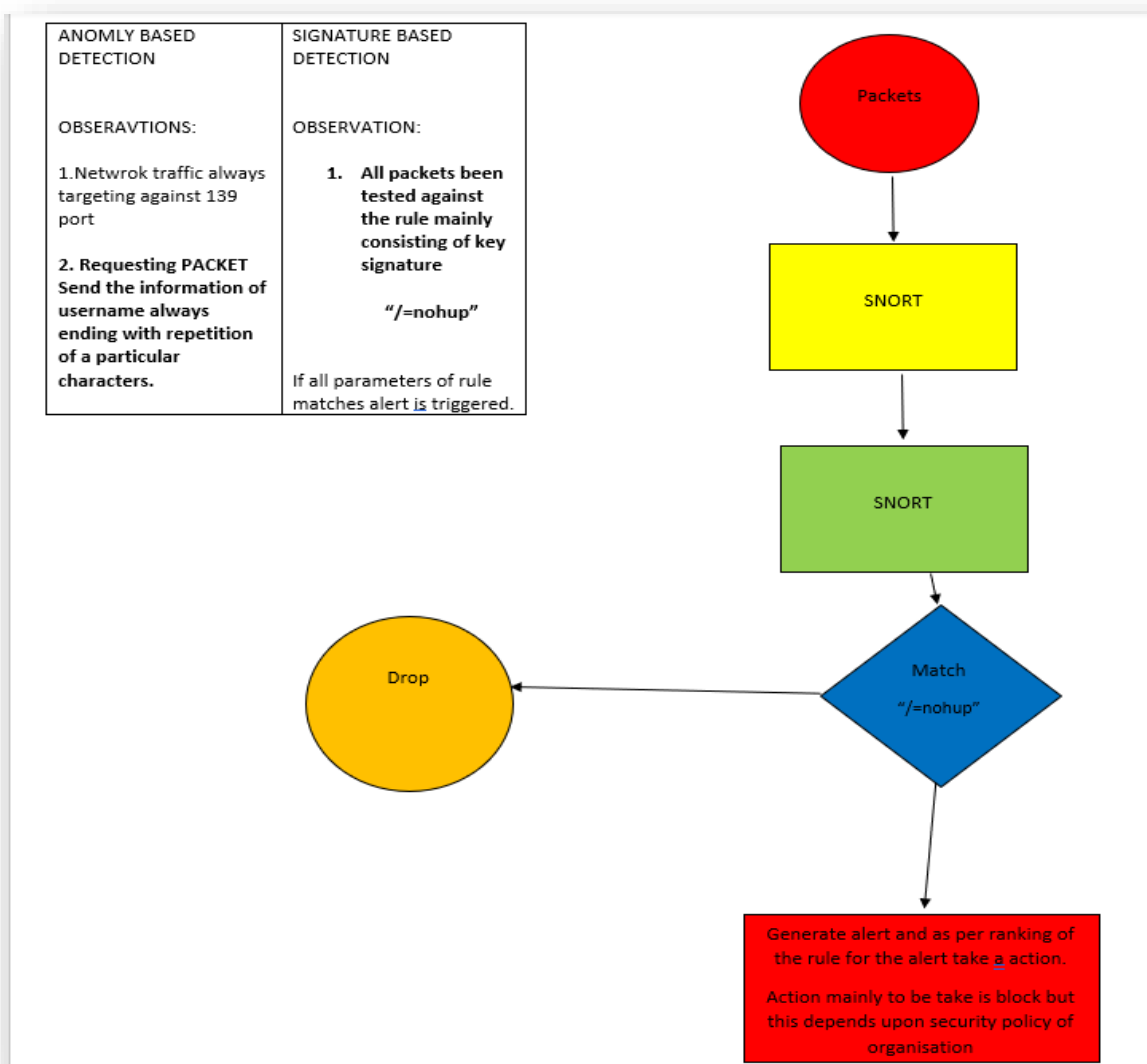 ANOMLY BASED
DETECTION
OBSERAVTIONS:
1.Netwrok traffic always
targeting against 139
port
2. Requesting PACKET
Send the information of
username always
ending with repetition
of a particular
characters.
SIGNATURE BASED
DETECTION
OBSERVATION:
1. All packets been
tested against
the rule mainly
consisting of key
signature
“/=nohup”
If all parameters of rule
matches alert is triggered.
Packets
SNORT
SNORT
Match
“/=nohup”
Drop
Generate alert and as per ranking of
the rule for the alert take a action.
Action mainly to be take is block but
this depends upon security policy of
organisation